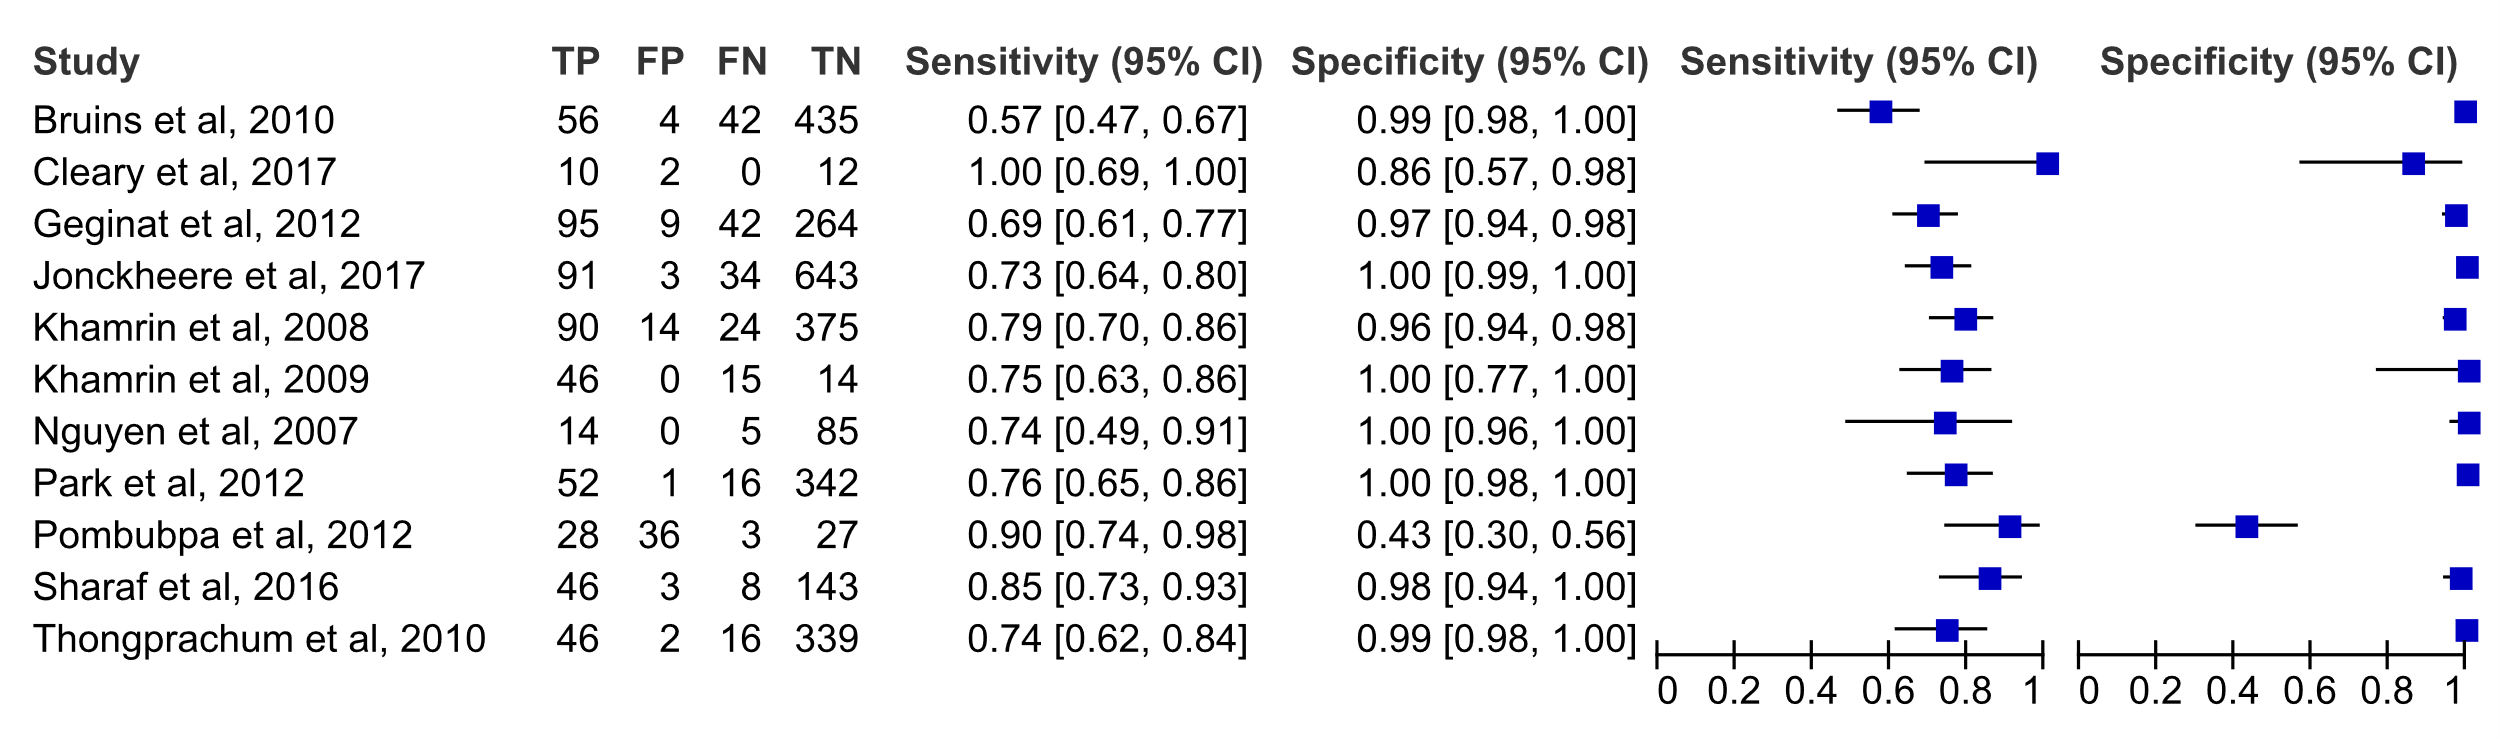 Study TP FP FN TN Sensitivity (95% CI) Specificity (95% CI) Sensitivity (95% CI) Specificity (95% CI)
Bruins et al, 2010 56 4 42 435 0.57 [0.47, 0.67] 0.99 [0.98, 1.00]
Cleary et al, 2017 10 2 0 12 1.00 [0.69, 1.00] 0.86 [0.57, 0.98]
Geginat et al, 2012 95 9 42 264 0.69 [0.61, 0.77] 0.97 [0.94, 0.98]
Jonckheere et al, 2017 91 3 34 643 0.73 [0.64, 0.80] 1.00 [0.99, 1.00]
Khamrin et al, 2008 90 14 24 375 0.79 [0.70, 0.86] 0.96 [0.94, 0.98]
Khamrin et al, 2009 46 0 15 14 0.75 [0.63, 0.86] 1.00 [0.77, 1.00]
Nguyen et al, 2007 14 0 5 85 0.74 [0.49, 0.91] 1.00 [0.96, 1.00]
Park et al, 2012 52 1 16 342 0.76 [0.65, 0.86] 1.00 [0.98, 1.00]
Pombubpa et al, 2012 28 36 3 27 0.90 [0.74, 0.98] 0.43 [0.30, 0.56]
Sharaf et al, 2016 46 3 8 143 0.85 [0.73, 0.93] 0.98 [0.94, 1.00]
Thongprachum et al, 2010 46 2 16 339 0.74 [0.62, 0.84] 0.99 [0.98, 1.00]
0 0.2 0.4 0.6 0.8 1 0 0.2 0.4 0.6 0.8 1